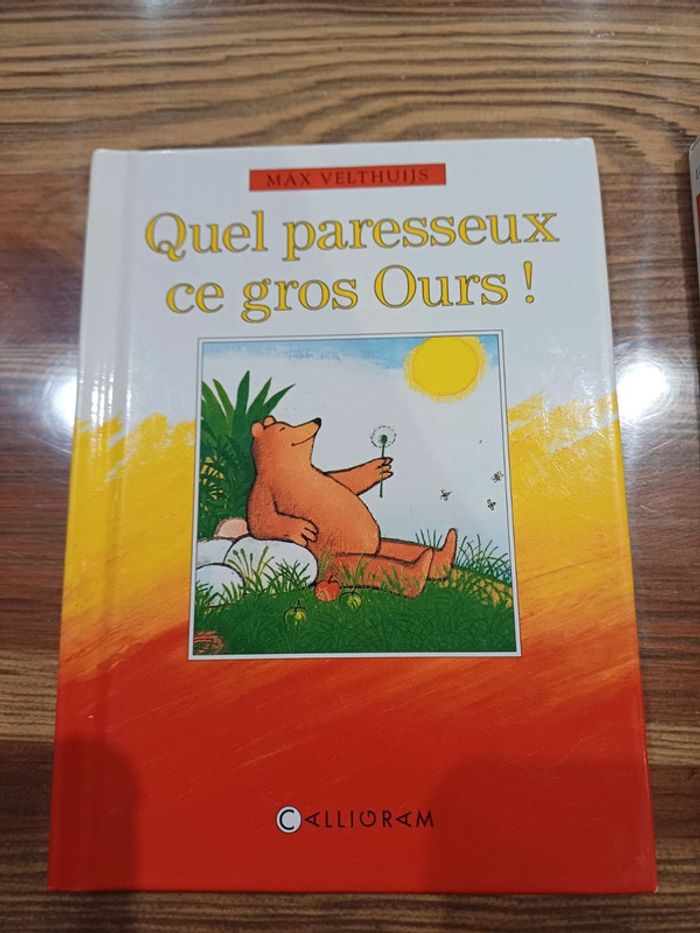 MAX VELTHUIJS
Quel paresseux
ce gros Ours !
CALLIGRAM